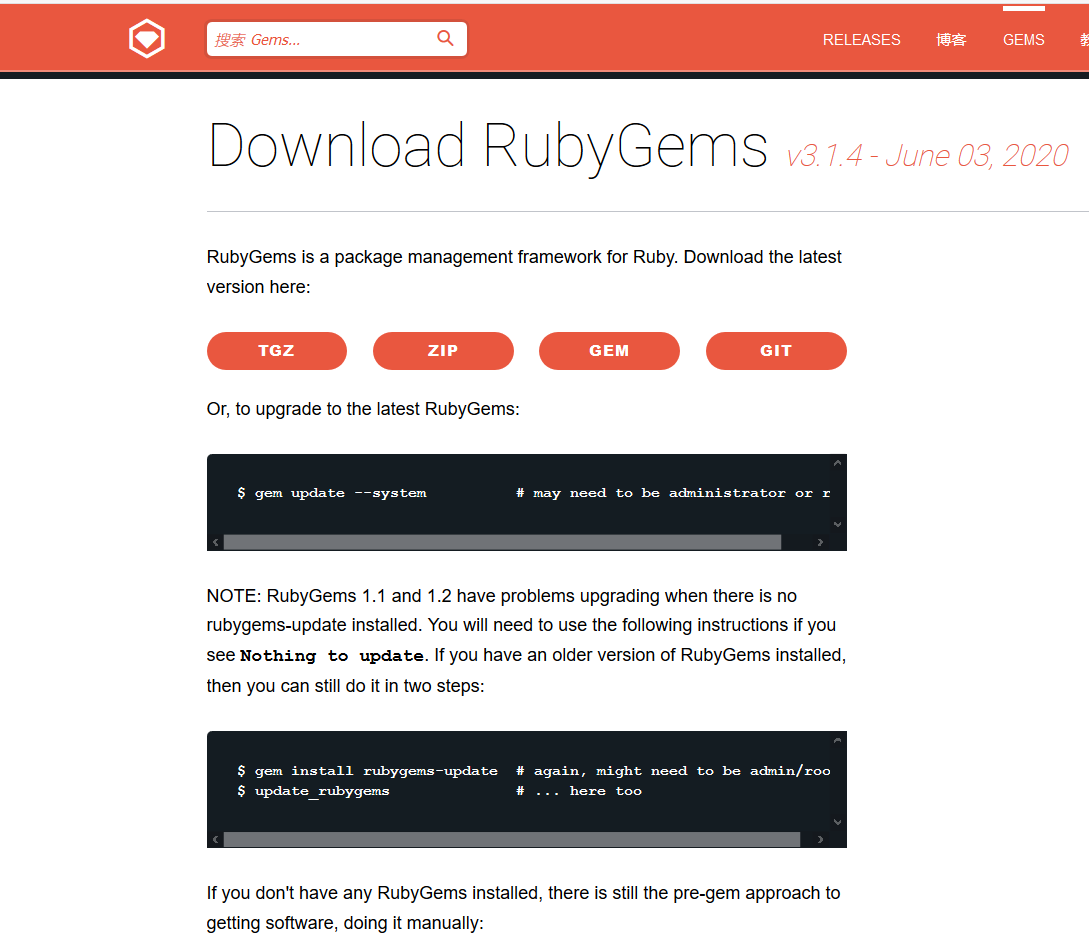 搜索 Gems...
RELEASES 博客 GEMS
Download RubyGems v3.1.4 - June 03, 2020
RubyGems is a package management framework for Ruby. Download the latest
version here:
TGZ ZIP GEM GIT
Or, to upgrade to the latest RubyGems:
$ gem update --system # may need to be administrator or r
NOTE: RubyGems 1.1 and 1.2 have problems upgrading when there is no
rubygems-update installed. You will need to use the following instructions if you
see Nothing to update. If you have an older version of RubyGems installed,
then you can still do it in two steps:
$ gem install rubygems-update # again, might need to be admin/roo
$ update_rubygems # ... here too
If you don't have any RubyGems installed, there is still the pre-gem approach to
getting software, doing it manually: